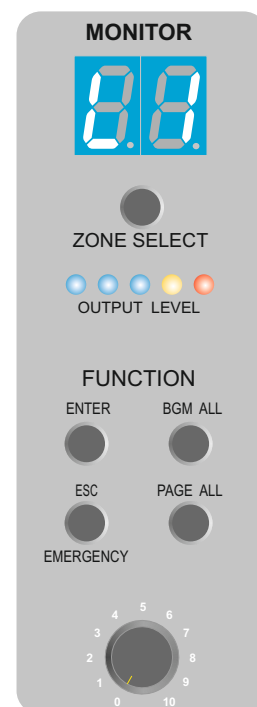 MONITOR
L1
ZONE SELECT
OUTPUT LEVEL
FUNCTION
ENTER BGM ALL
ESC PAGE ALL
EMERGENCY
5
4 6
3 7
2 8
1 9
0 10